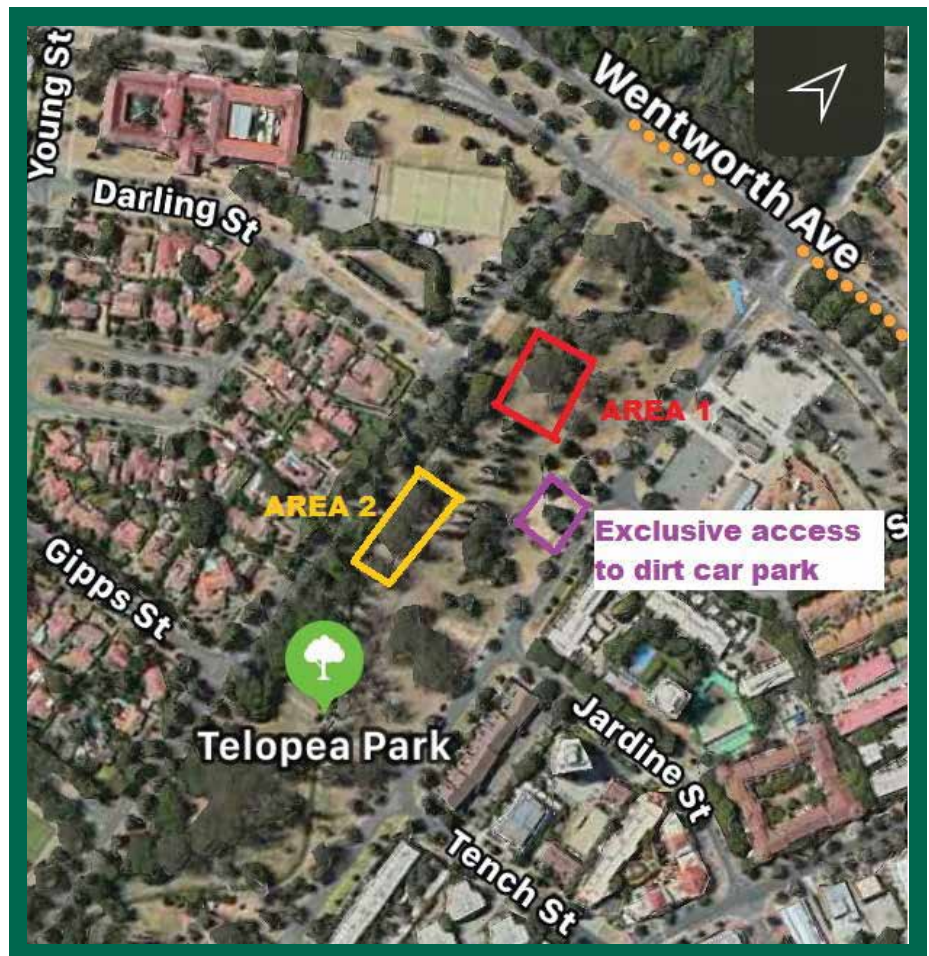 Young St
Wentworth Ave
Darling St
AREA 1
AREA 2
Exclusive access
to dirt car park
S
Gipps St
Telopea Park
Jardine St
Tench St